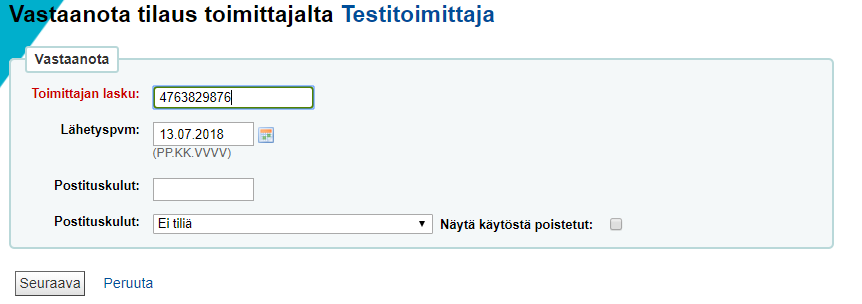 Vastaanota tilaus toimittajalta Testitoimittaja
Vastaanota
Toimittajan lasku: 4763829876
Lähetyspvm: 13.07.2018
(PP.KK.VVVV)
Postituskulut:
Postituskulut: Ei tiliä Näytä käytöstä poistetut:
Seuraava Peruuta